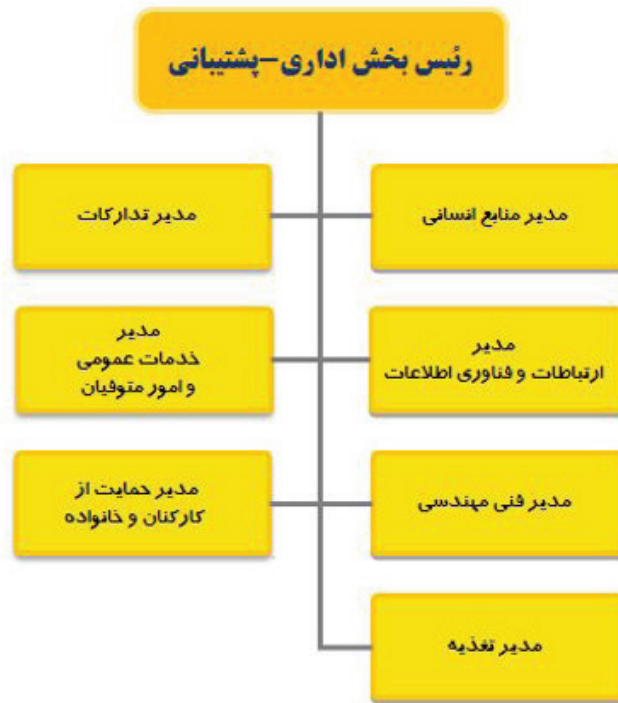 رئیس بخش اداری-پشتیبانی
مدیر منابع انسانی
مدیر تدارکات
مدیر
ارتباطات و فناوری اطلاعات
مدیر
خدمات عمومی
و امور متوفیان
مدیر فنی مهندسی
مدیر حمایت از
کارکنان و خانواده
مدیر تغذیه